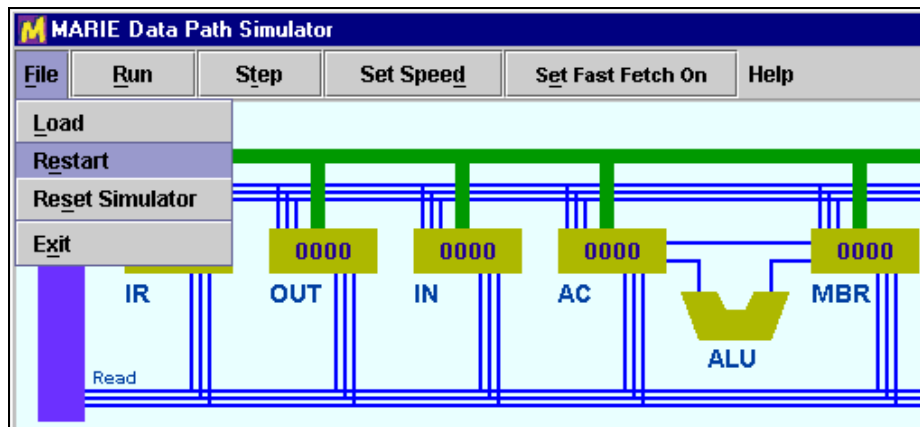 MARIE Data Path Simulator
File Run Step Set Speed Set Fast Fetch On Help
Load
Restart
Reset Simulator
Exit
0000 0000 0000 0000
IR OUT IN AC MBR
ALU
Read